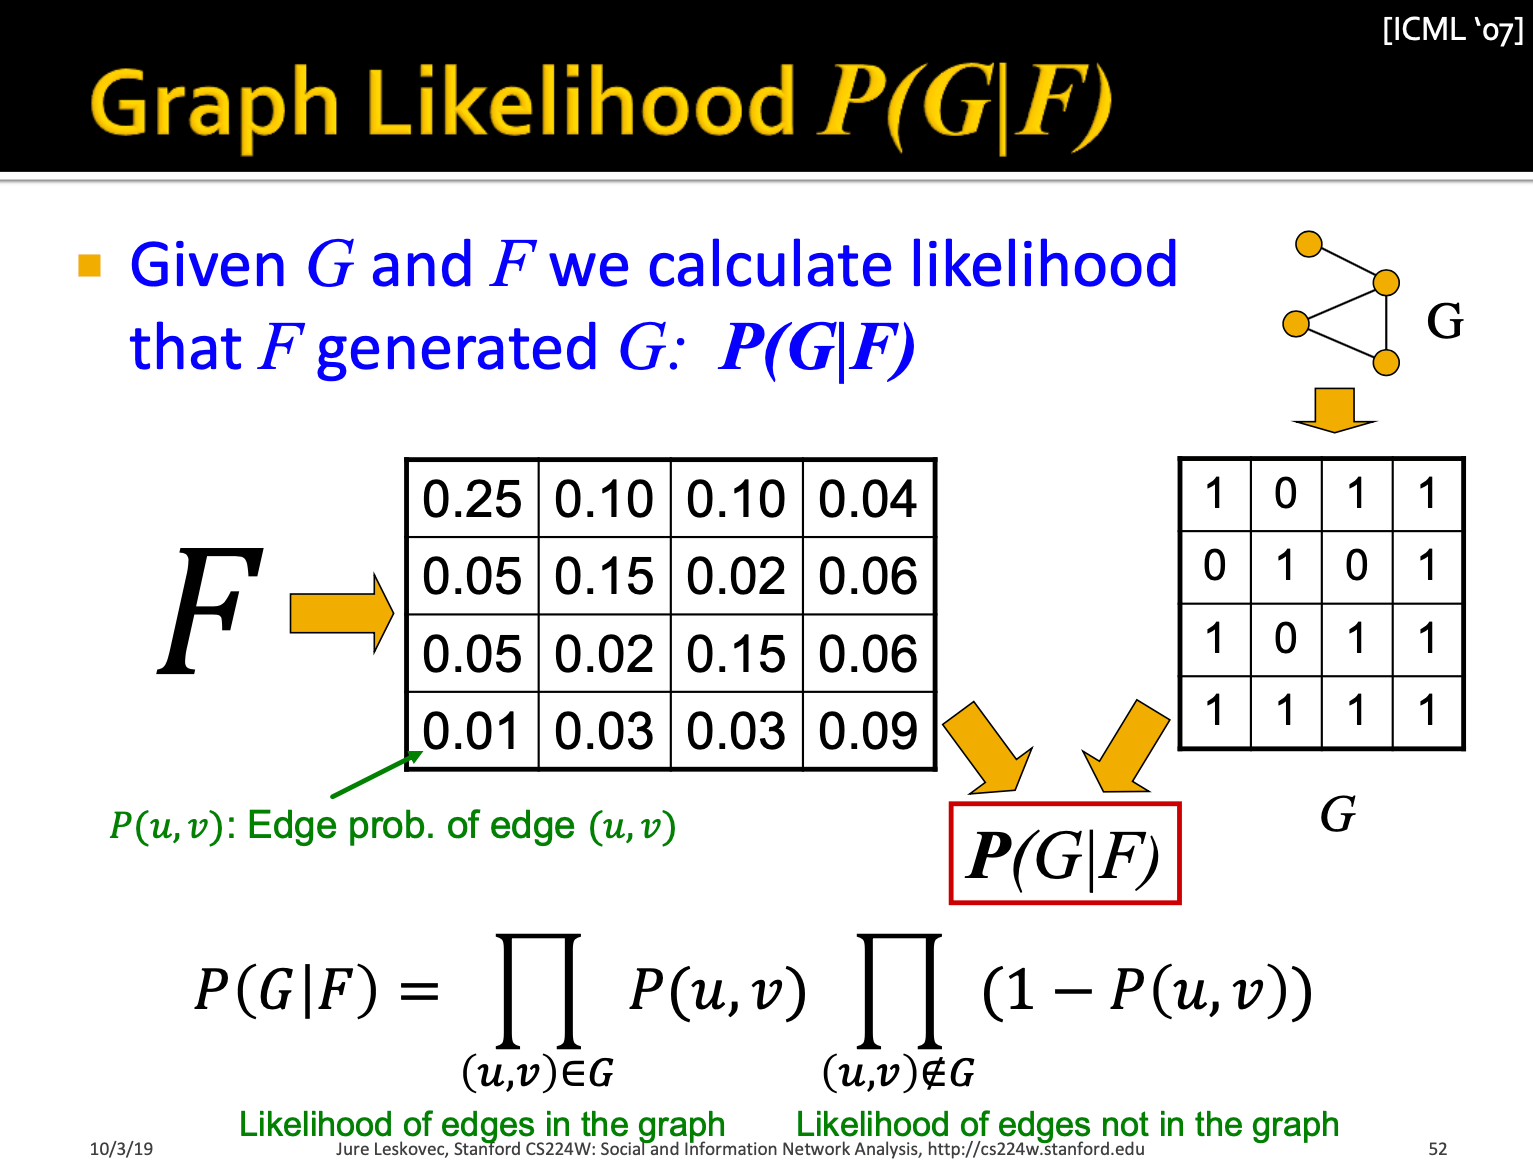 [ICML ‘07]
Graph Likelihood P(G|F)
Given G and F we calculate likelihood
that F generated G: P(G|F)
G
F
0.25 0.10 0.10 0.04
0.05 0.15 0.02 0.06
0.05 0.02 0.15 0.06
0.01 0.03 0.03 0.09
1 0 1 1
0 1 0 1
1 0 1 1
1 1 1 1
G
P(u, v): Edge prob. of edge (u, v)
P(G|F)
P(G|F) = ∏ P(u, v) ∏ (1 − P(u, v))
(u,v)∈G (u,v)∉G
Likelihood of edges in the graph Likelihood of edges not in the graph
10/3/19 Jure Leskovec, Stanford CS224W: Social and Information Network Analysis, http://cs224w.stanford.edu 52